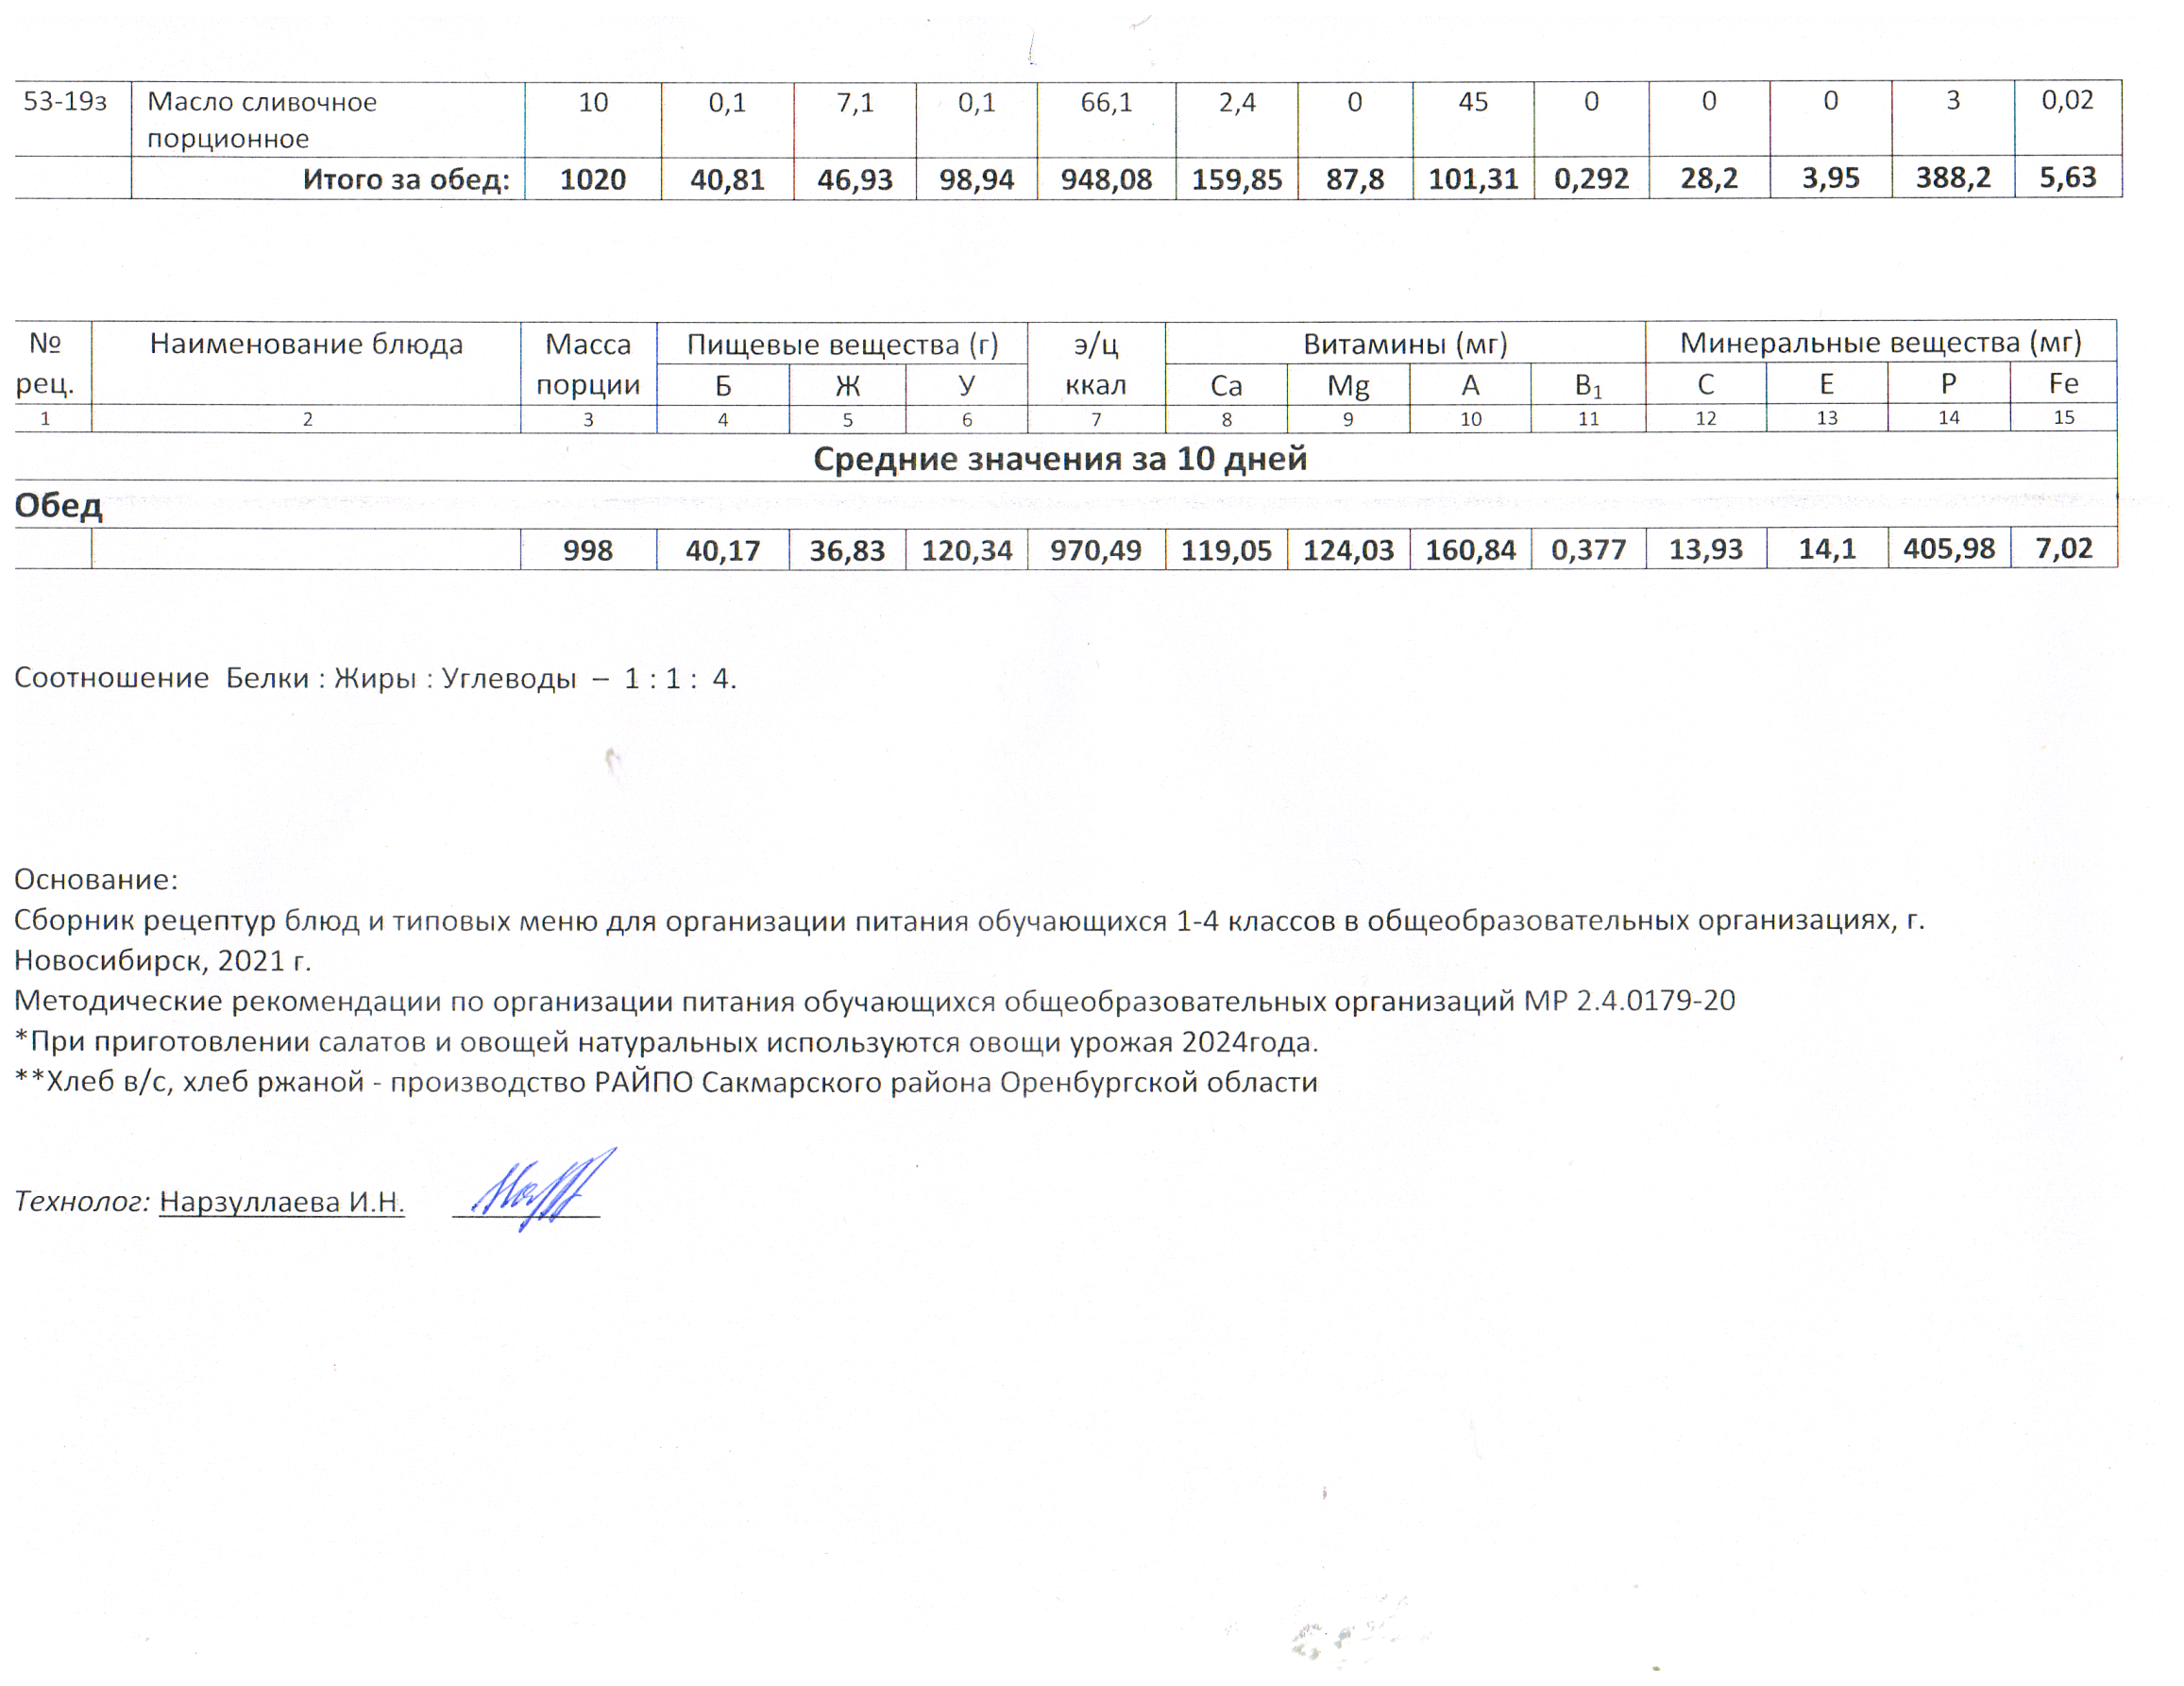 53-19з Масло сливочное 10 0,1 7,1 0,1 66,1 2,4 0 45 0 0 0 3 0,02
порционное
Итого за обед: 1020 40,81 46,93 98,94 948,08 159,85 87,8 101,31 0,292 28,2 3,95 388,2 5,63
№ Наименование блюда Масса Пищевые вещества (г) э/ц Витамины (мг) Минеральные вещества (мг)
рец. порции Б Ж У ккал Ca Mg A B₁ C E P Fe
1 2 3 4 5 6 7 8 9 10 11 12 13 14 15
Средние значения за 10 дней
Обед
998 40,17 36,83 120,34 970,49 119,05 124,03 160,84 0,377 13,93 14,1 405,98 7,02
Соотношение Белки : Жиры : Углеводы – 1 : 1 : 4.
Основание:
Сборник рецептур блюд и типовых меню для организации питания обучающихся 1-4 классов в общеобразовательных организациях, г.
Новосибирск, 2021 г.
Методические рекомендации по организации питания обучающихся общеобразовательных организаций МР 2.4.0179-20
*При приготовлении салатов и овощей натуральных используются овощи урожая 2024года.
**Хлеб в/с, хлеб ржаной - производство РАЙПО Сакмарского района Оренбургской области
Технолог: Нарзуллаева И.Н.